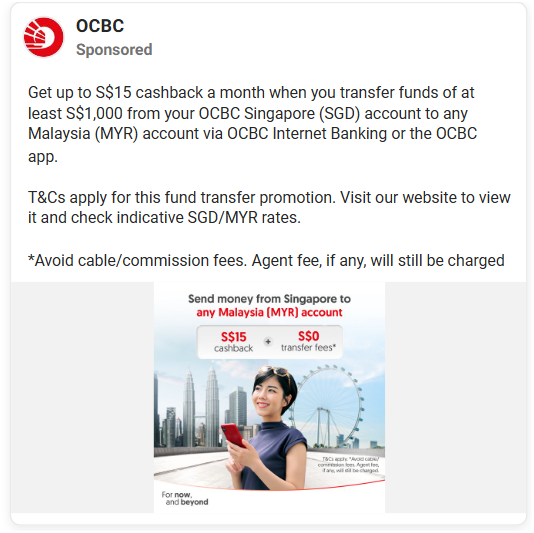 OCBC
Sponsored
Get up to S$15 cashback a month when you transfer funds of at
least S$1,000 from your OCBC Singapore (SGD) account to any
Malaysia (MYR) account via OCBC Internet Banking or the OCBC
app.
T&Cs apply for this fund transfer promotion. Visit our website to view
it and check indicative SGD/MYR rates.
*Avoid cable/commission fees. Agent fee, if any, will still be charged
Send money from Singapore to
any Malaysia (MYR) account
S$15 + S$0
cashback transfer fees*
T&Cs apply. *Avoid cable/
commission fees. Agent fee,
if any, will still be charged.
For now,
and beyond